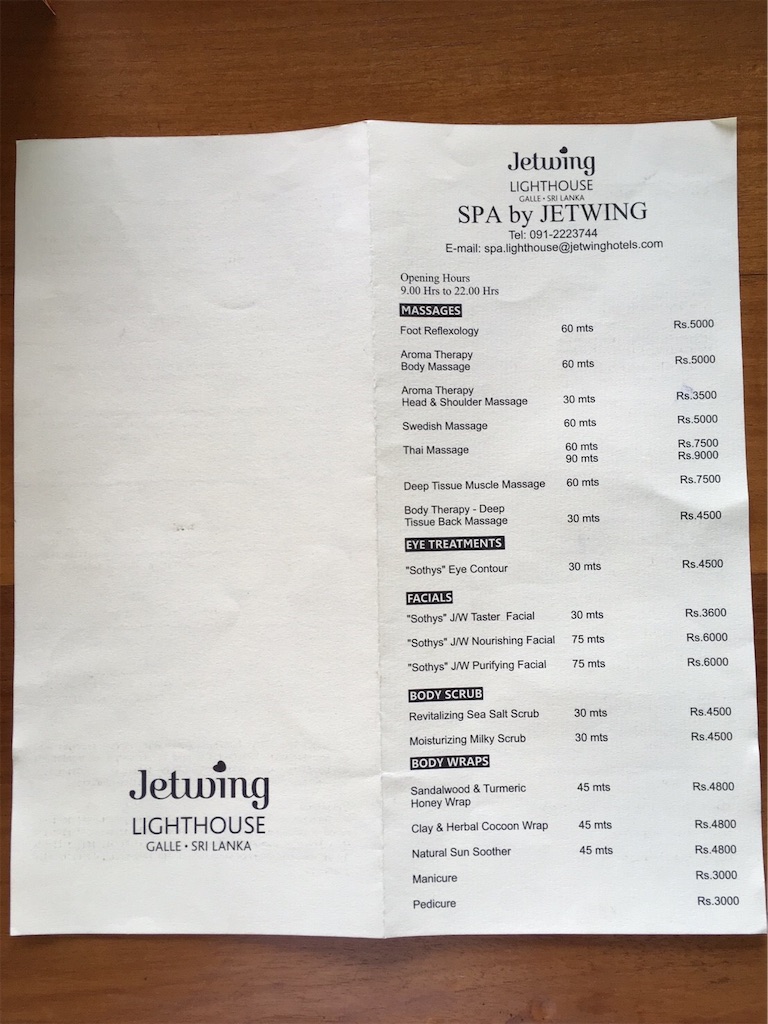 Jetwing
LIGHTHOUSE
GALLE • SRI LANKA
Jetwing
LIGHTHOUSE
GALLE • SRI LANKA
SPA by JETWING
Tel: 091-2223744
E-mail: spa.lighthouse@jetwinghotels.com
Opening Hours
9.00 Hrs to 22.00 Hrs
MASSAGES
Foot Reflexology 60 mts Rs.5000
Aroma Therapy
Body Massage 60 mts Rs.5000
Aroma Therapy
Head & Shoulder Massage 30 mts Rs.3500
Swedish Massage 60 mts Rs.5000
Thai Massage 60 mts Rs.7500
90 mts Rs.9000
Deep Tissue Muscle Massage 60 mts Rs.7500
Body Therapy - Deep
Tissue Back Massage 30 mts Rs.4500
EYE TREATMENTS
"Sothys" Eye Contour 30 mts Rs.4500
FACIALS
"Sothys" J/W Taster Facial 30 mts Rs.3600
"Sothys" J/W Nourishing Facial 75 mts Rs.6000
"Sothys" J/W Purifying Facial 75 mts Rs.6000
BODY SCRUB
Revitalizing Sea Salt Scrub 30 mts Rs.4500
Moisturizing Milky Scrub 30 mts Rs.4500
BODY WRAPS
Sandalwood & Turmeric 45 mts Rs.4800
Honey Wrap
Clay & Herbal Cocoon Wrap 45 mts Rs.4800
Natural Sun Soother 45 mts Rs.4800
Manicure Rs.3000
Pedicure Rs.3000